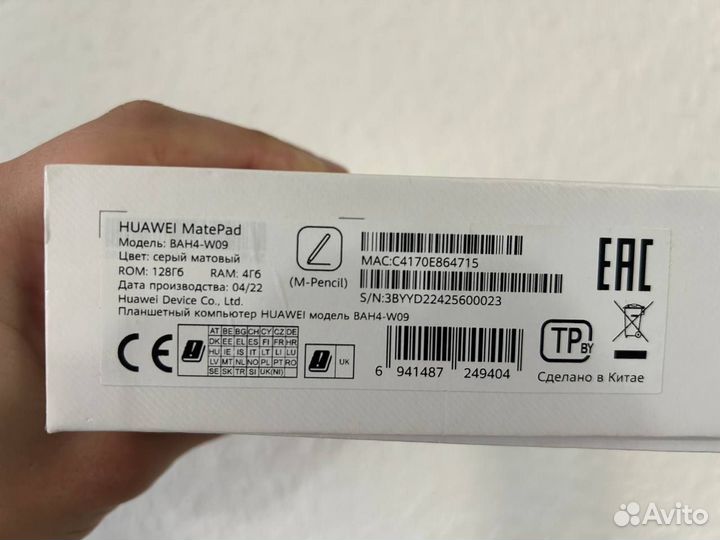 HUAWEI MatePad
Модель: BAH4-W09
Цвет: серый матовый
ROM: 128Гб RAM: 4Гб
Дата производства: 04/22
Huawei Device Co., Ltd.
Планшетный компьютер HUAWEI модель BAH4-W09
(M-Pencil)
MAC:C4170E864715
S/N:3BYYD22425600023
EAC
CE
AT BE BG CH CY CZ DE
DK EE EL ES FI FR HR
HU IE IS IT LT LI LU
LV MT NL NO PL PT RO
SE SK TR SI UK(NI)
UK
6 941487 249404
TP BY
Сделано в Китае
Avito